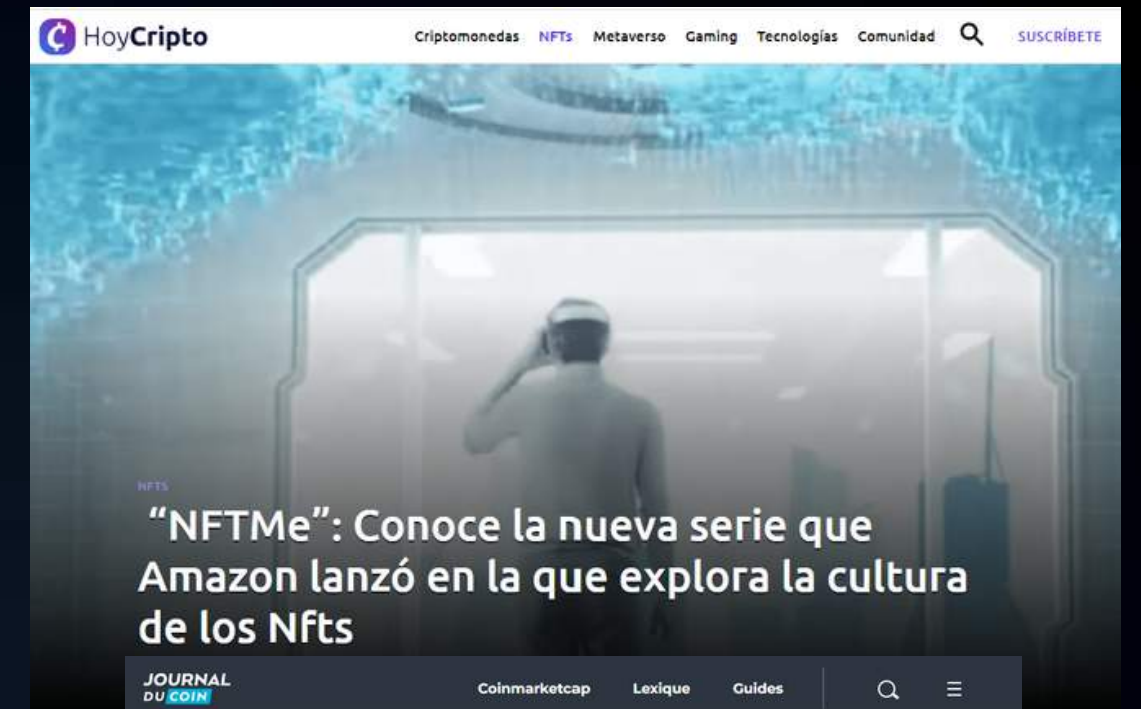 HoyCripto
Criptomonedas NFTs Metaverso Gaming Tecnologías Comunidad SUSCRÍBETE
NFTS
“NFTMe”: Conoce la nueva serie que
Amazon lanzó en la que explora la cultura
de los Nfts
JOURNAL
DU COIN
Coinmarketcap Lexique Guides